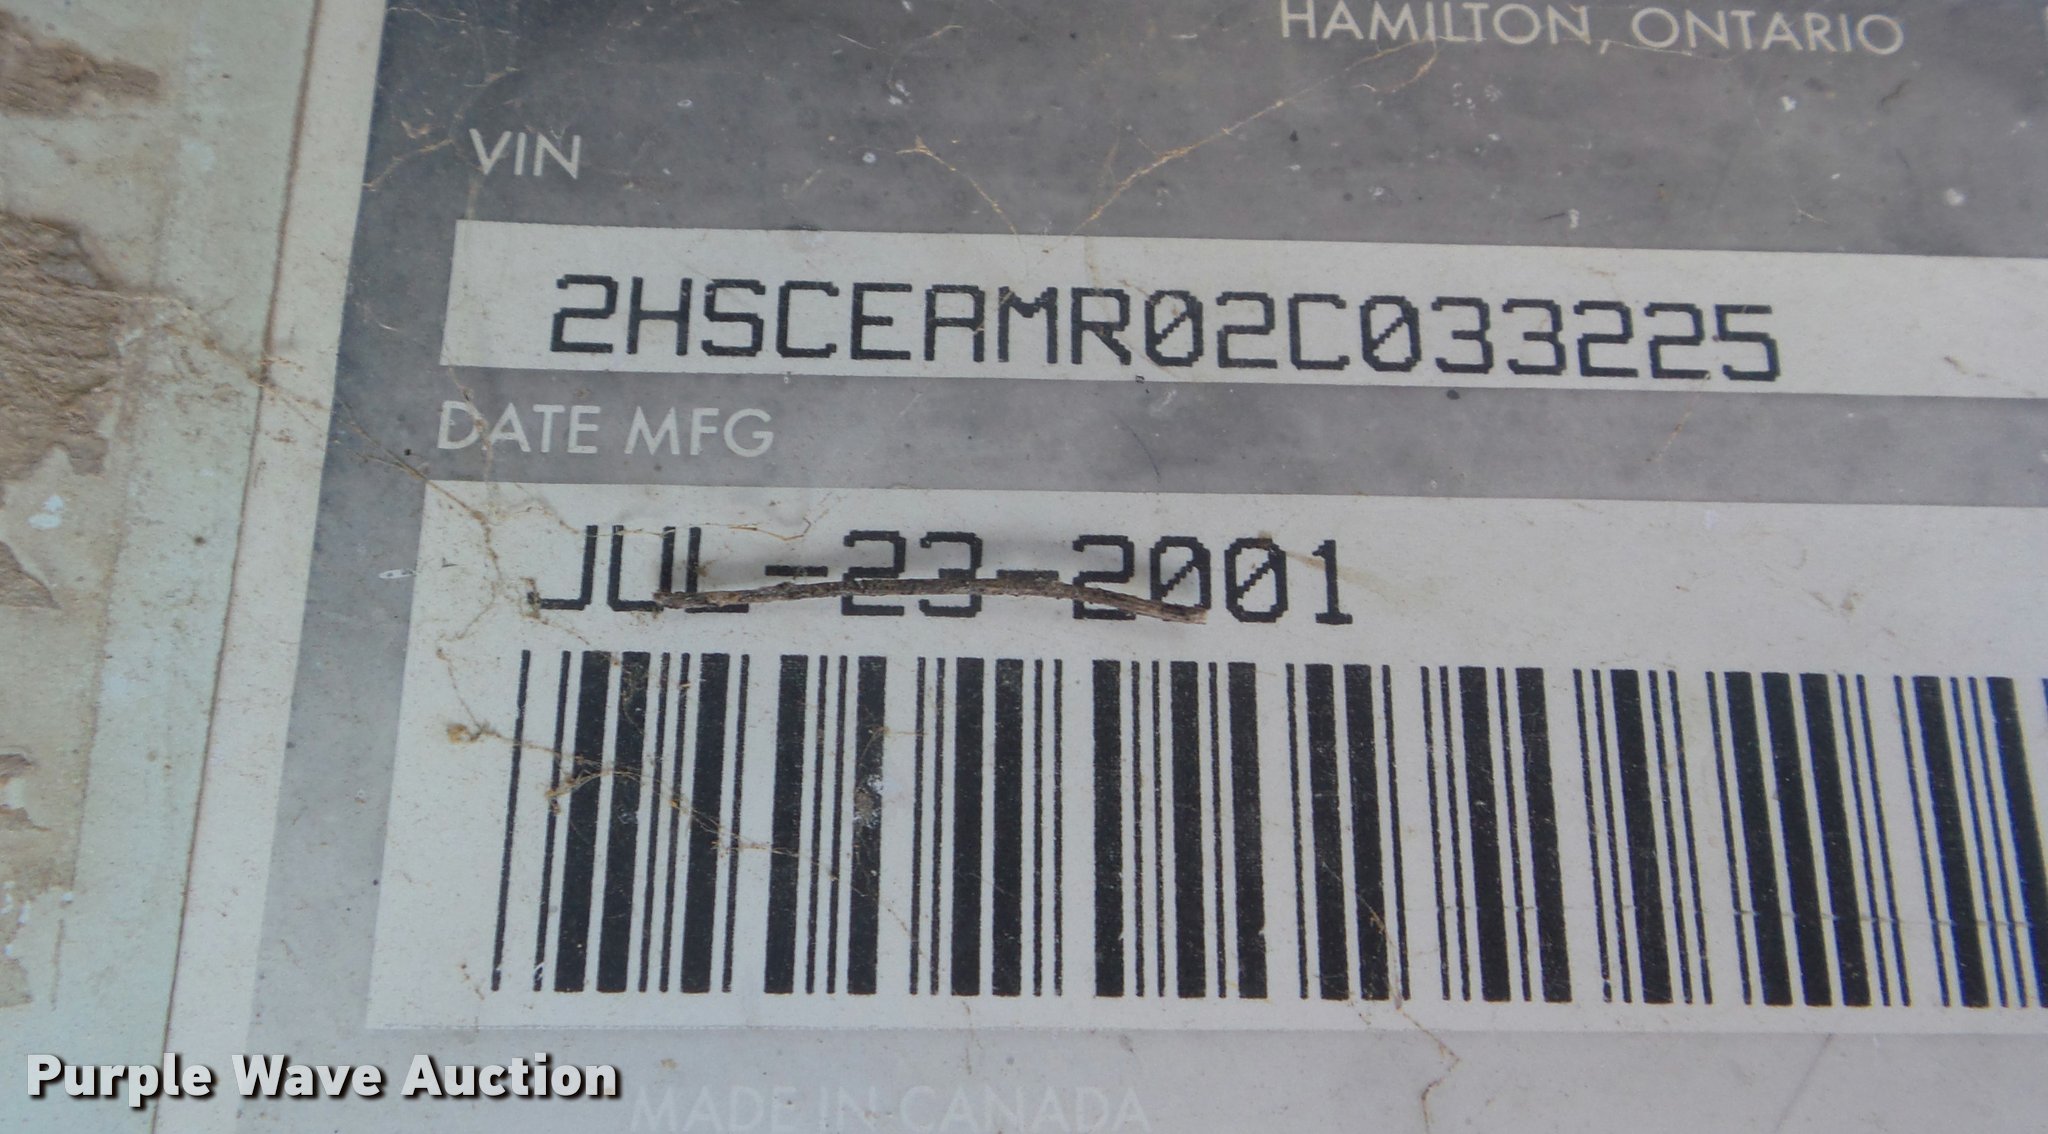 HAMILTON, ONTARIO
VIN
2HSCEAMR02C033225
DATE MFG
JUL-23-2001
MADE IN CANADA
Purple Wave Auction